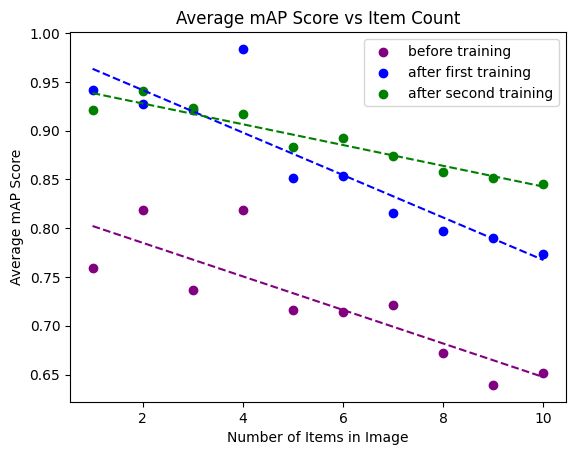 Average mAP Score vs Item Count
1.00
0.95
0.90
0.85
0.80
0.75
0.70
0.65
Average mAP Score
before training
after first training
after second training
2 4 6 8 10
Number of Items in Image